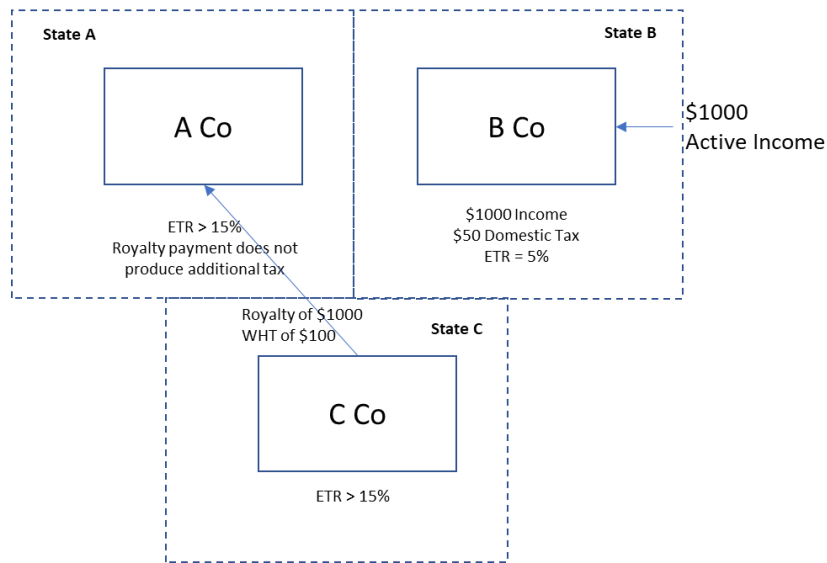 State A
State B
A Co
B Co
$1000
Active Income
ETR > 15%
Royalty payment does not
produce additional tax
$1000 Income
$50 Domestic Tax
ETR = 5%
Royalty of $1000
WHT of $100
State C
C Co
ETR > 15%